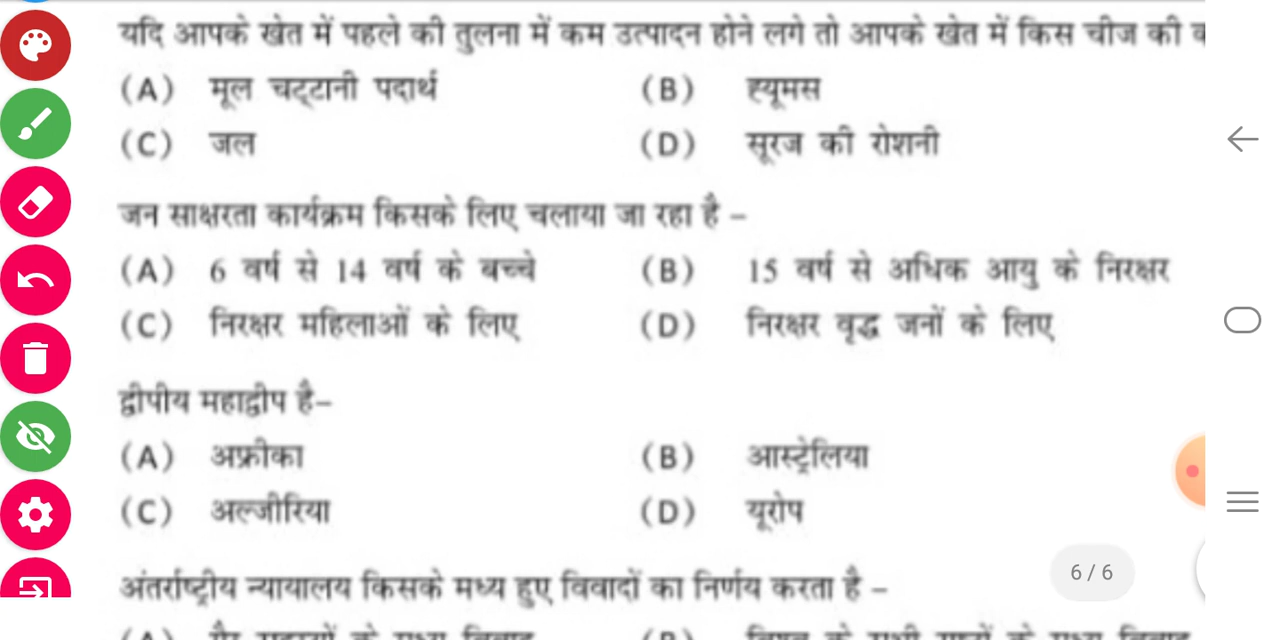 यदि आपके खेत में पहले की तुलना में कम उत्पादन होने लगे तो आपके खेत में किस चीज की
(A) मूल चट्टानी पदार्थ (B) ह्यूमस
(C) जल (D) सूरज की रोशनी
जन साक्षरता कार्यक्रम किसके लिए चलाया जा रहा है –
(A) 6 वर्ष से 14 वर्ष के बच्चे (B) 15 वर्ष से अधिक आयु के निरक्षर
(C) निरक्षर महिलाओं के लिए (D) निरक्षर वृद्ध जनों के लिए
द्वीपीय महाद्वीप है–
(A) अफ्रीका (B) आस्ट्रेलिया
(C) अल्जीरिया (D) यूरोप
अंतर्राष्ट्रीय न्यायालय किसके मध्य हुए विवादों का निर्णय करता है –
6 / 6